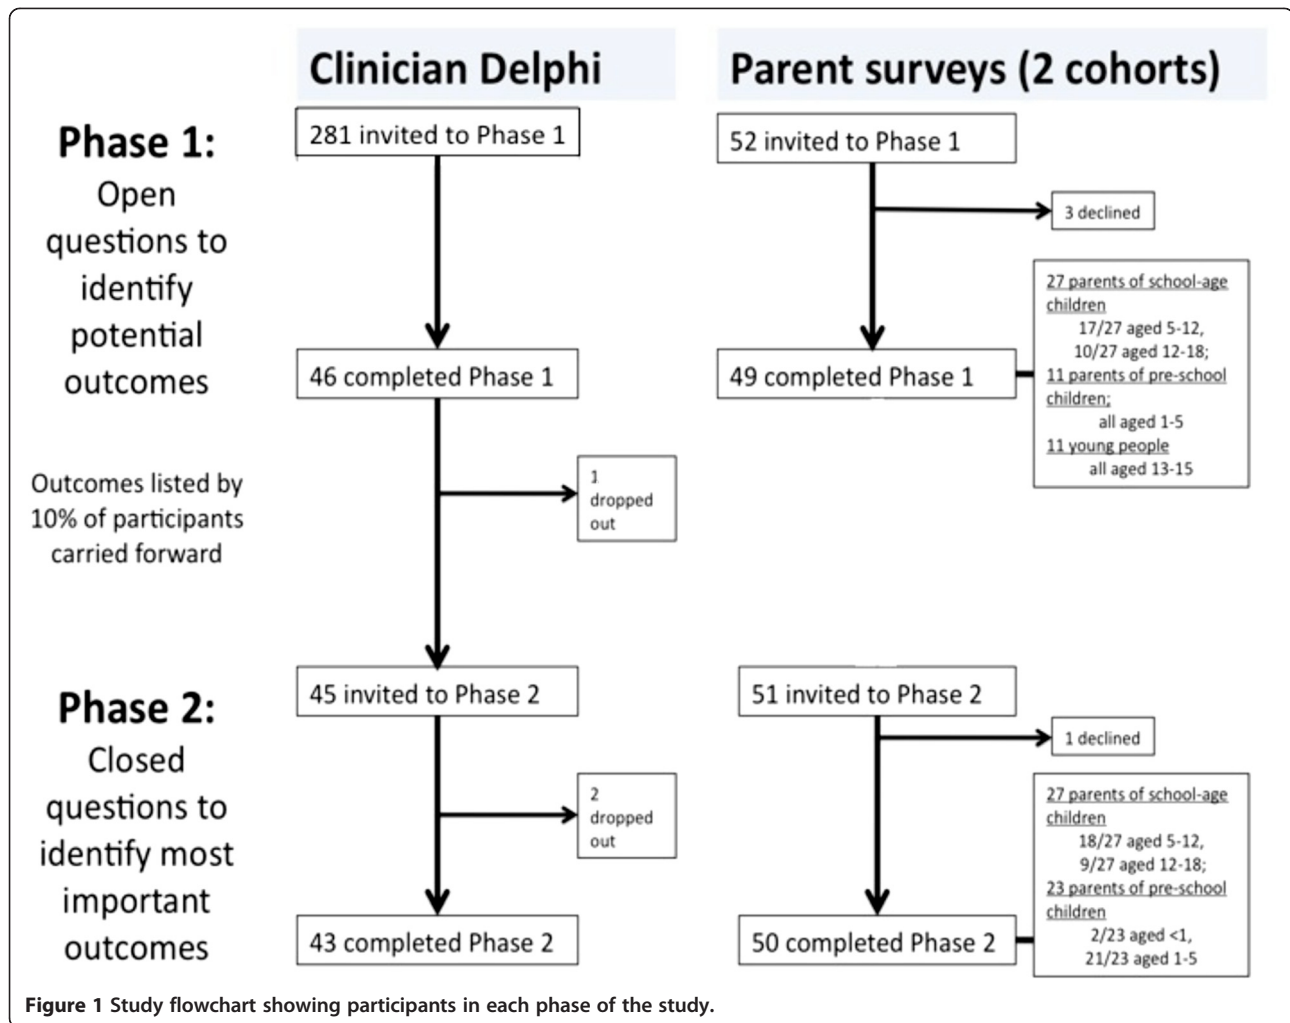 Clinician Delphi
Parent surveys (2 cohorts)
Phase 1:
Open
questions to
identify
potential
outcomes
281 invited to Phase 1
52 invited to Phase 1
3 declined
46 completed Phase 1
49 completed Phase 1
27 parents of school-age
children
17/27 aged 5-12,
10/27 aged 12-18;
11 parents of pre-school
children;
all aged 1-5
11 young people
all aged 13-15
Outcomes listed by
10% of participants
carried forward
1
dropped
out
Phase 2:
Closed
questions to
identify most
important
outcomes
45 invited to Phase 2
51 invited to Phase 2
1 declined
2
dropped
out
43 completed Phase 2
50 completed Phase 2
27 parents of school-age
children
18/27 aged 5-12,
9/27 aged 12-18;
23 parents of pre-school
children
2/23 aged <1,
21/23 aged 1-5
Figure 1 Study flowchart showing participants in each phase of the study.